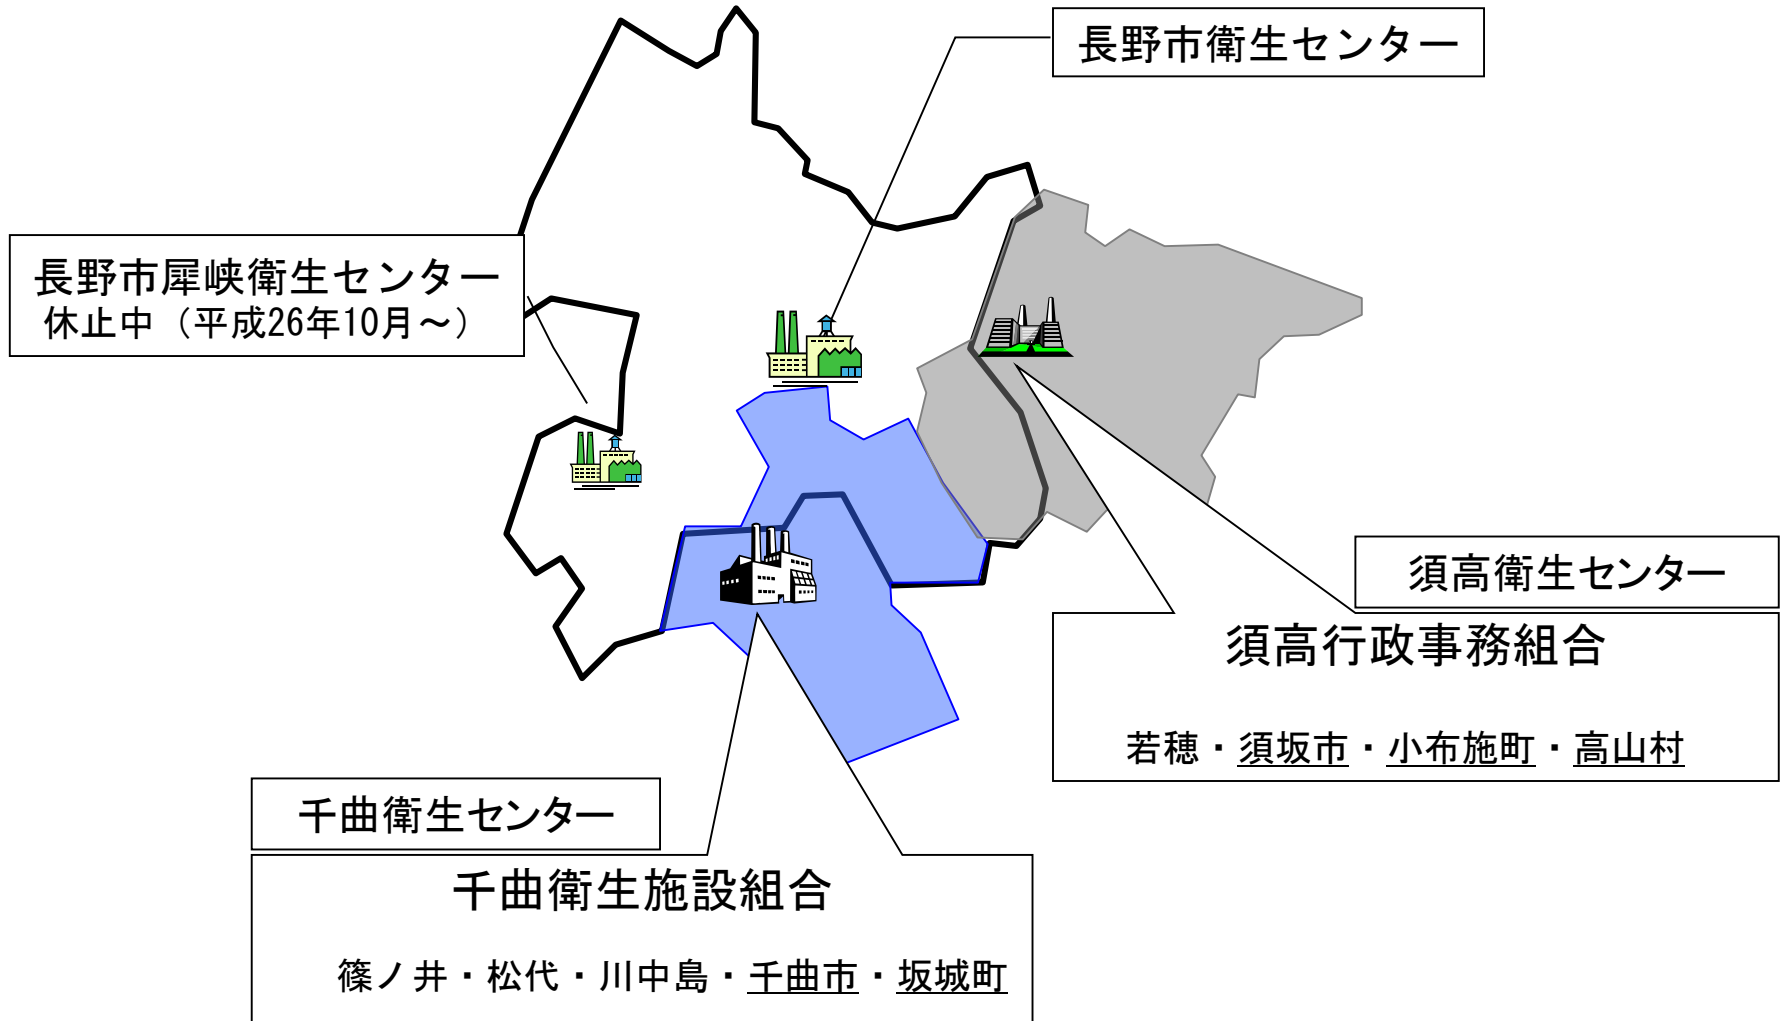 長野市衛生センター
長野市犀峡衛生センター
休止中（平成26年10月～）
須高衛生センター
須高行政事務組合
若穂・須坂市・小布施町・高山村
千曲衛生センター
千曲衛生施設組合
篠ノ井・松代・川中島・千曲市・坂城町